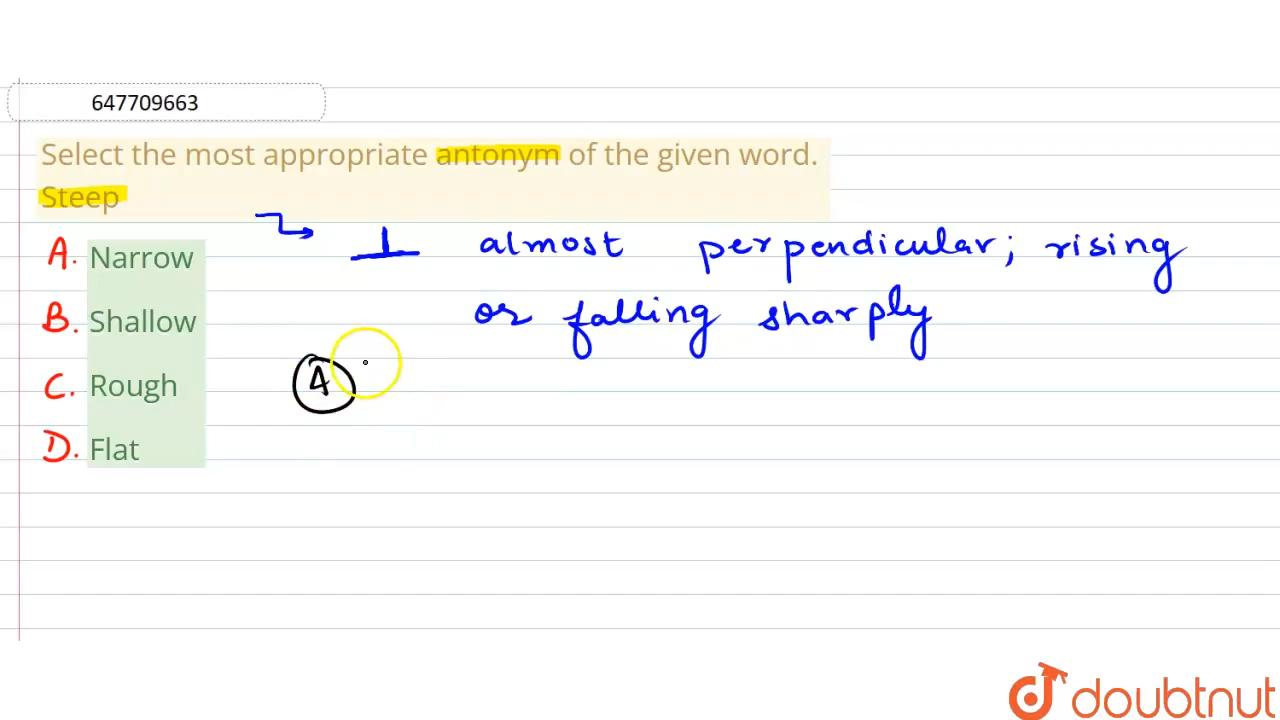 647709663
Select the most appropriate antonym of the given word.
Steep
almost perpendicular; rising
or falling sharply
A. Narrow
B. Shallow
C. Rough
D. Flat
4
doubtnut